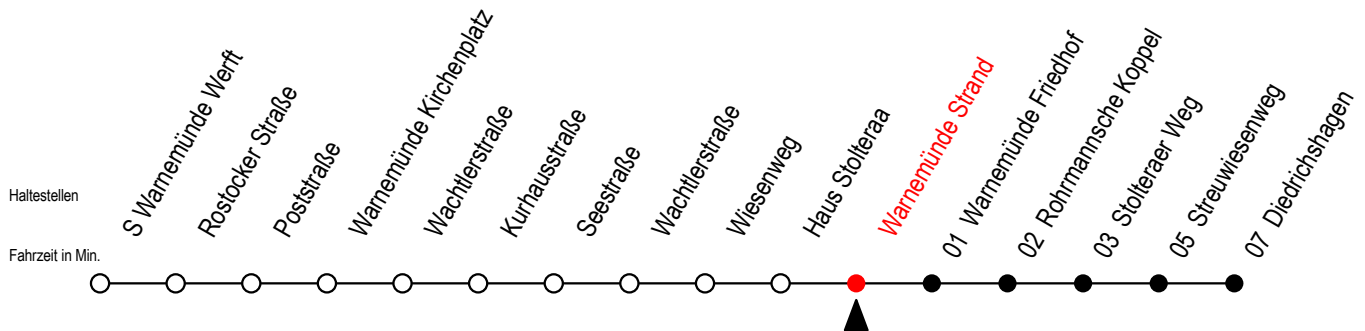 S Warnemünde Werft
Rostocker Straße
Poststraße
Warnemünde Kirchenplatz
Wachtlerstraße
Kurhausstraße
Seestraße
Wachtlerstraße
Wiesenweg
Haus Stolteraa
Warnemünde Strand
01 Warnemünde Friedhof
02 Rohrmannsche Koppel
03 Stolteraer Weg
05 Streuwiesenweg
07 Diedrichshagen
Haltestellen
Fahrzeit in Min.